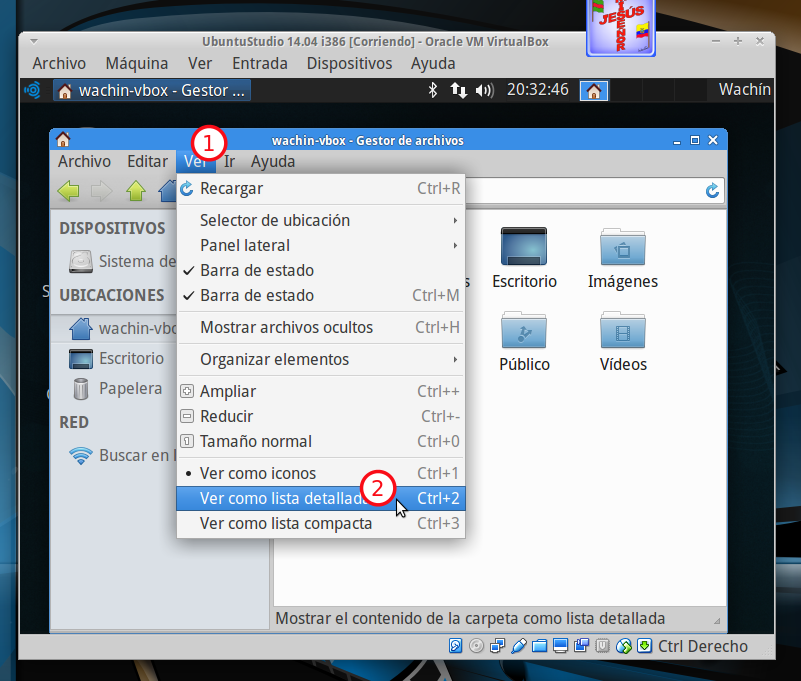 JESÚS
UbuntuStudio 14.04 i386 [Corriendo] - Oracle VM VirtualBox
Archivo Máquina Ver Entrada Dispositivos Ayuda
wachin-vbox - Gestor ... 20:32:46 Wachín
wachin-vbox - Gestor de archivos
1
Archivo Editar Ver Ir Ayuda
Recargar Ctrl+R
DISPOSITIVOS
Selector de ubicación
Panel lateral
Sistema de
Barra de estado
Escritorio Imágenes
UBICACIONES
Barra de estado Ctrl+M
wachin-vbo
Mostrar archivos ocultos Ctrl+H
Escritorio
Organizar elementos
Público Vídeos
Papelera
Ampliar Ctrl++
RED
Reducir Ctrl+-
Tamaño normal Ctrl+0
Buscar en l
Ver como iconos Ctrl+1
2
Ver como lista detallada Ctrl+2
Ver como lista compacta Ctrl+3
Mostrar el contenido de la carpeta como lista detallada
Ctrl Derecho